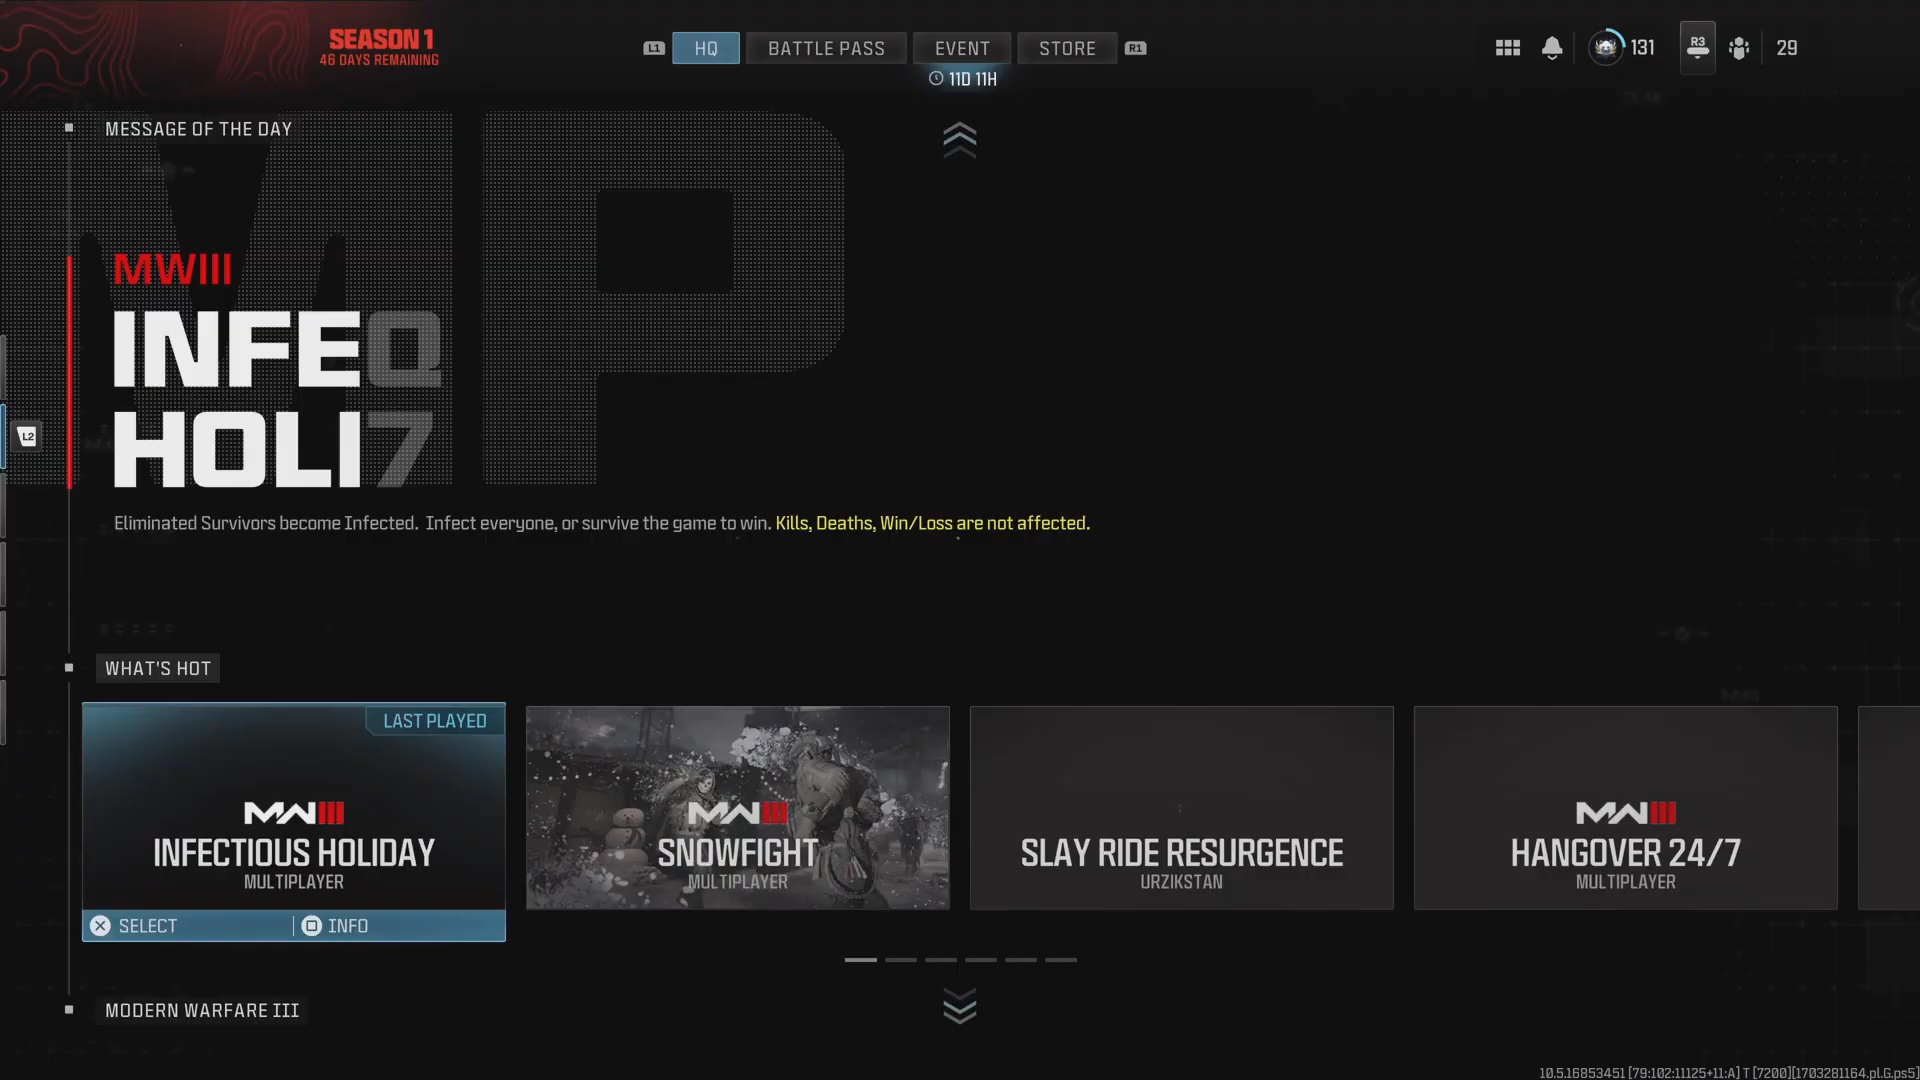 SEASON 1
46 DAYS REMAINING
L1 HQ BATTLE PASS EVENT STORE R1
11D 11H
131
R3
29
MESSAGE OF THE DAY
MWIII
INFEQ
HOLI7
L2
Eliminated Survivors become Infected. Infect everyone, or survive the game to win. Kills, Deaths, Win/Loss are not affected.
WHAT'S HOT
LAST PLAYED
MWIII
INFECTIOUS HOLIDAY
MULTIPLAYER
SELECT
INFO
MWIII
SNOWFIGHT
MULTIPLAYER
SLAY RIDE RESURGENCE
URZIKSTAN
MWIII
HANGOVER 24/7
MULTIPLAYER
MODERN WARFARE III
10.5.16853451 [79:102:11125+11:A] T [7200][1703281164.pl.G.ps5]